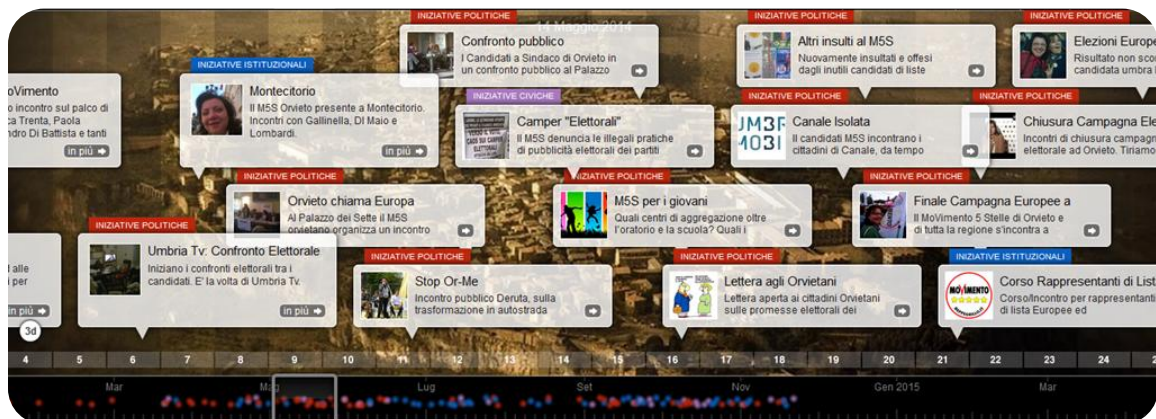 14 Maggio 2014
INIZIATIVE POLITICHE
Confronto pubblico
I Candidati a Sindaco di Orvieto in
un confronto pubblico al Palazzo
INIZIATIVE POLITICHE
Altri insulti al M5S
Nuovamente insultati e offesi
dagli inutili candidati di liste
INIZIATIVE POLITICHE
Elezioni Europe
Risultato non sco
candidata umbra
oVimento
o incontro sul palco di
ca Trenta, Paola
ndro Di Battista e tanti
in più
INIZIATIVE ISTITUZIONALI
Montecitorio
Il M5S Orvieto presente a Montecitorio.
Incontri con Gallinella, DI Maio e
Lombardi.
in più
INIZIATIVE CIVICHE
Camper "Elettorali"
Il M5S denuncia le illegali pratiche
di pubblicità elettorali dei partiti
INIZIATIVE POLITICHE
Canale Isolata
Il candidati M5S incontrano i
cittadini di Canale, da tempo
INIZIATIVE POLITICHE
Chiusura Campagna Ele
Incontri di chiusura campagn
elettorale ad Orvieto. Tiriamo
INIZIATIVE POLITICHE
Orvieto chiama Europa
Al Palazzo dei Sette il M5S
orvietano organizza un incontro
INIZIATIVE POLITICHE
M5S per i giovani
Quali centri di aggregazione oltre
l'oratorio e la scuola? Quali i
INIZIATIVE POLITICHE
Finale Campagna Europee a
Il MoVimento 5 Stelle di Orvieto e
di tutta la regione s'incontra a
l alle
i per
in più
INIZIATIVE POLITICHE
Umbria Tv: Confronto Elettorale
Iniziano i confronti elettorali tra i
candidati. E' la volta di Umbria Tv.
in più
INIZIATIVE POLITICHE
Stop Or-Me
Incontro pubblico Deruta, sulla
trasformazione in autostrada
INIZIATIVE POLITICHE
Lettera agli Orvietani
Lettera aperta ai cittadini Orvietani
sulle promesse elettorali dei
INIZIATIVE ISTITUZIONALI
MOVIMENTO
Corso Rappresentanti di List
Corso/Incontro per rappresentanti
di lista Europee ed
3d
4 5 6 7 8 9 10 11 12 13 14 15 16 17 18 19 20 21 22 23 24
Mar Mag Lug Set Nov Gen 2015 Mar